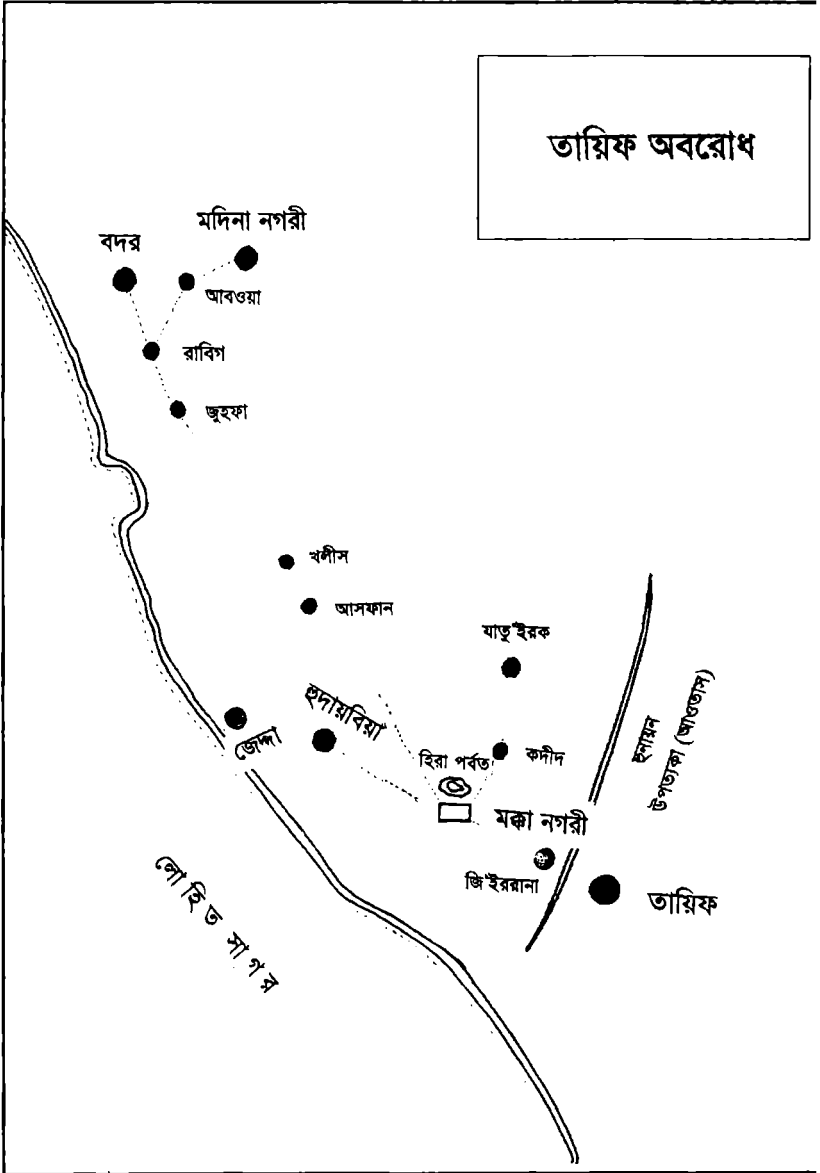 তায়িফ অবরোধ
মদিনা নগরী
বদর
আবওয়া
রাবিগ
জুহফা
খলীস
আসফান
যাতু'ইরক
হুদায়বিয়া
জেদ্দা
হিরা পর্বত
কদীদ
হুনায়ন
উপত্যকা (আওতাস)
মক্কা নগরী
জি'ইররানা
তায়িফ
লোহিত সাগর